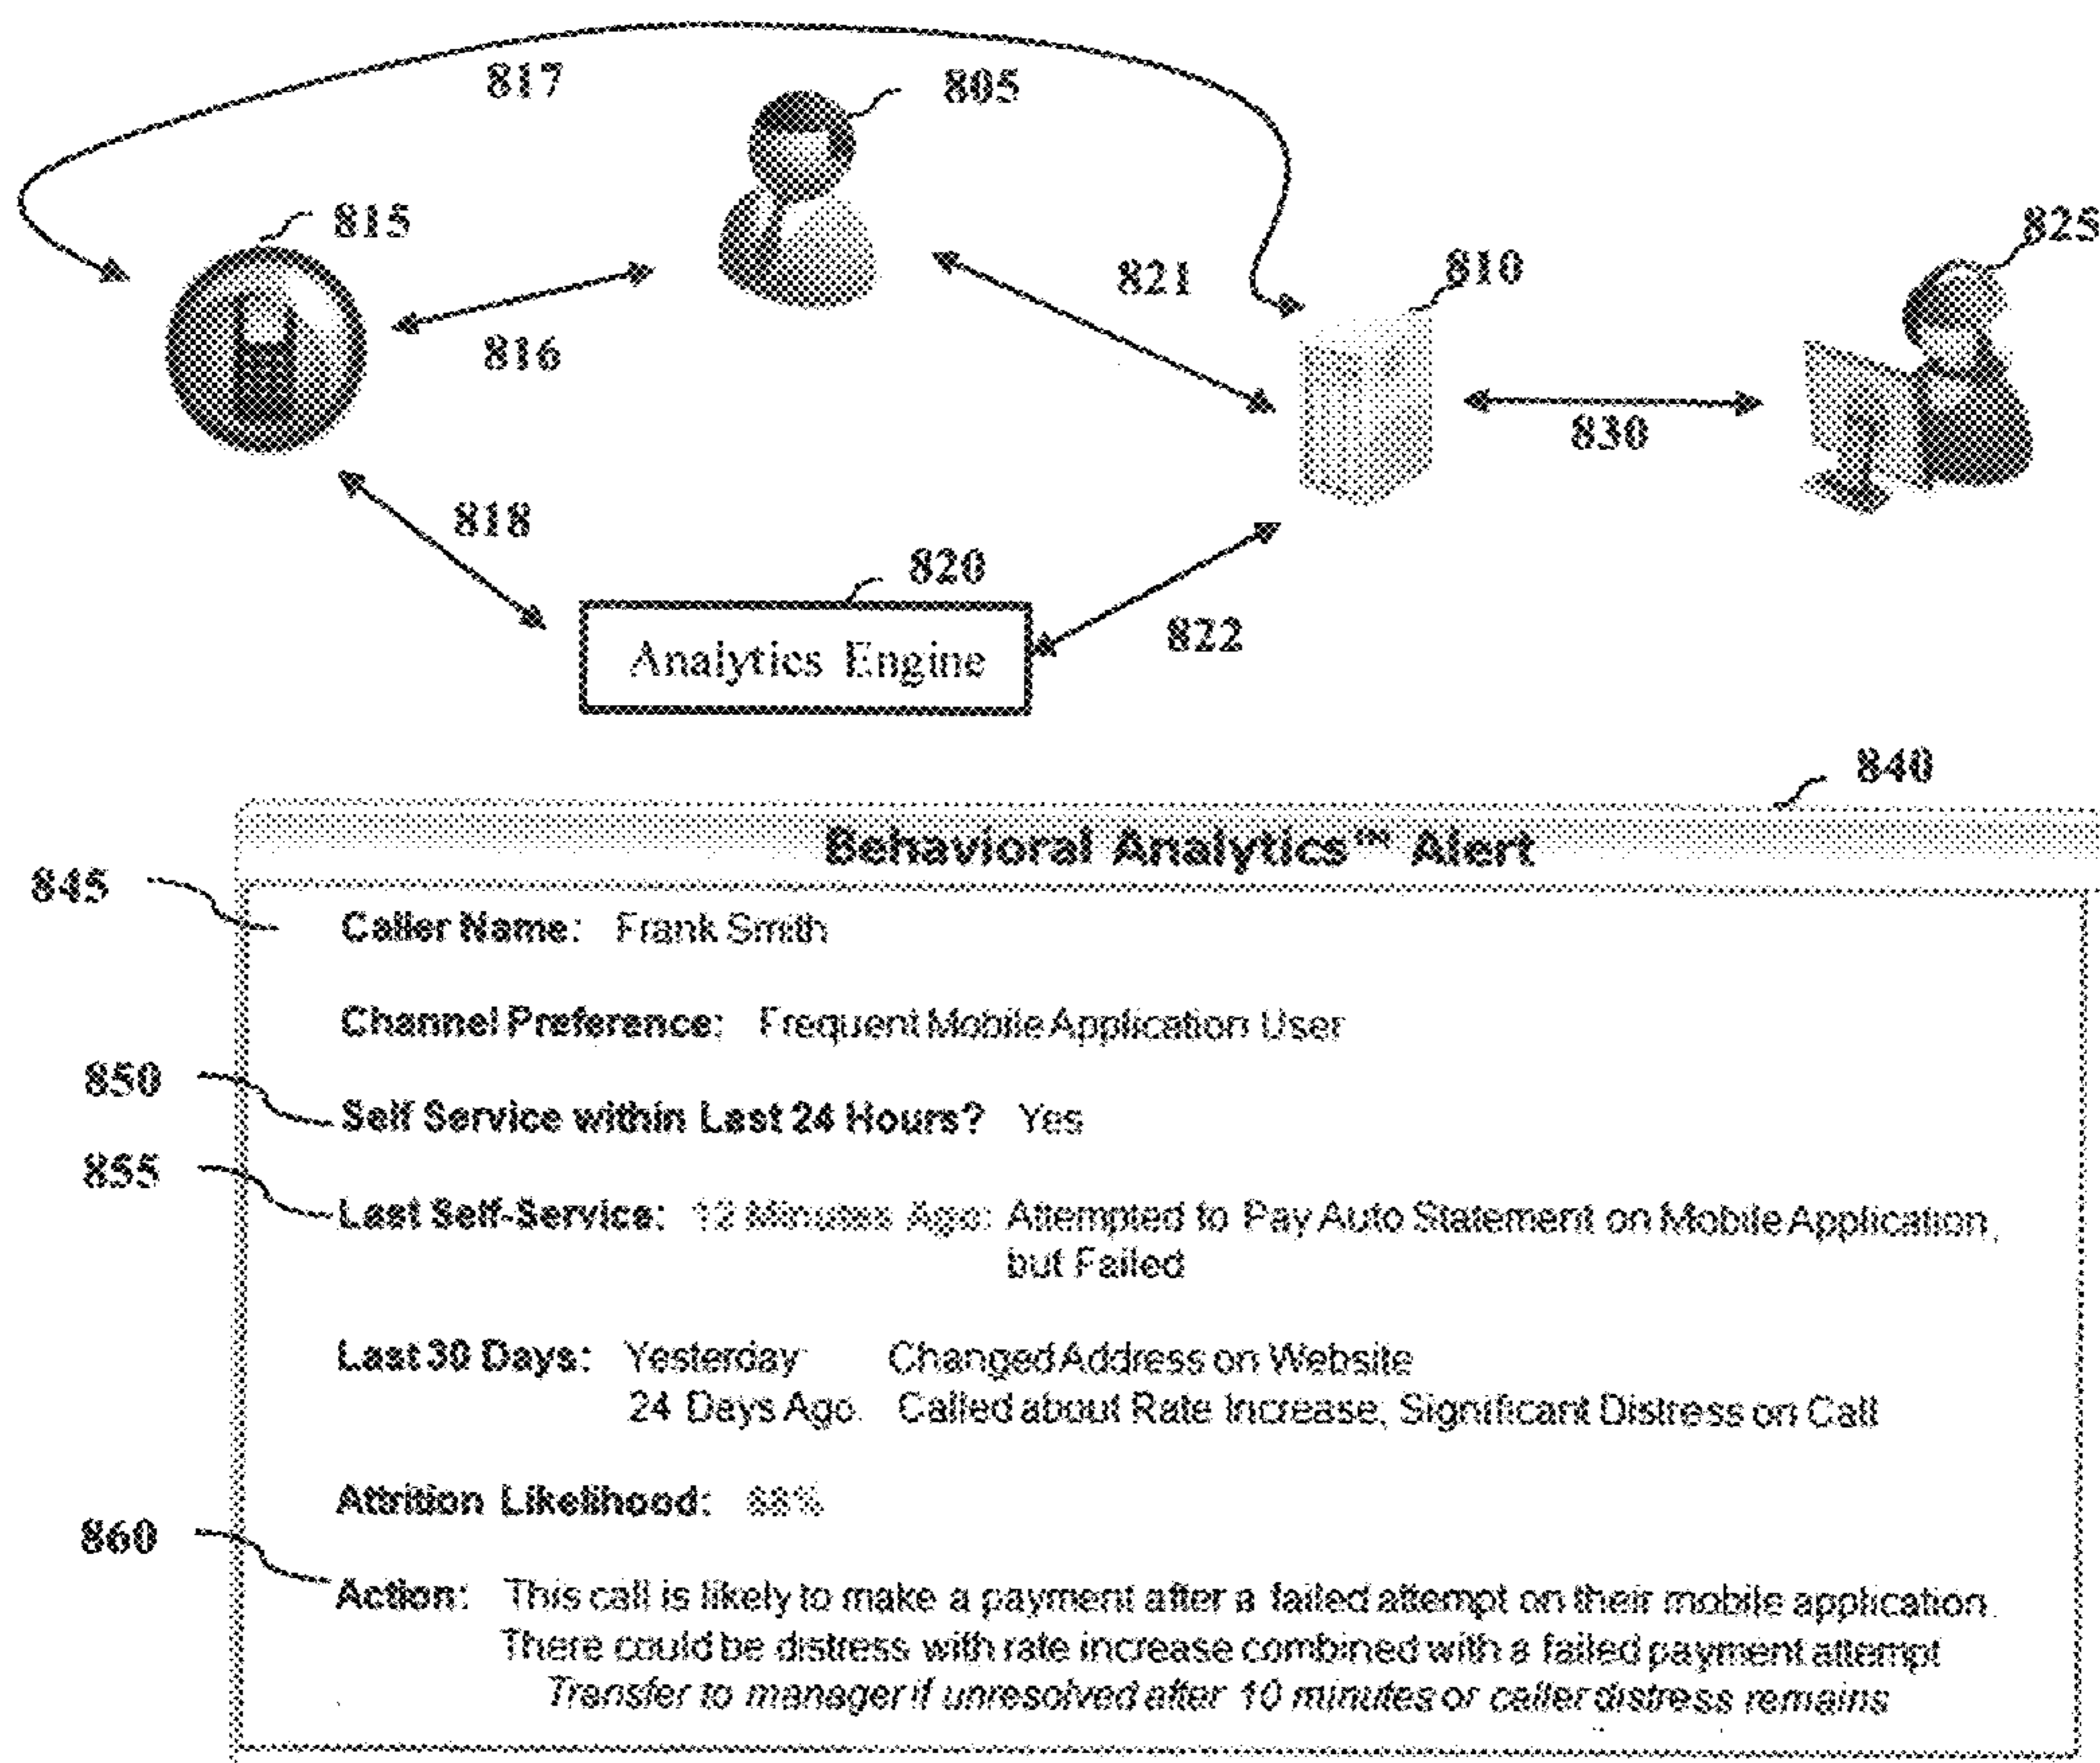 817
805
815
825
821
810
816
830
818
820
Analytics Engine
822
840
Behavioral Analytics™ Alert
845
Caller Name: Frank Smith
Channel Preference: Frequent Mobile Application User
850
Self Service within Last 24 Hours? Yes
855
Last Self-Service: 12 Minutes Ago: Attempted to Pay Auto Statement on Mobile Application,
but Failed
Last 30 Days: Yesterday Changed Address on Website
24 Days Ago. Called about Rate Increase; Significant Distress on Call
Attrition Likelihood:
860
Action: This call is likely to make a payment after a failed attempt on their mobile application.
There could be distress with rate increase combined with a failed payment attempt
Transfer to manager if unresolved after 10 minutes or caller distress remains